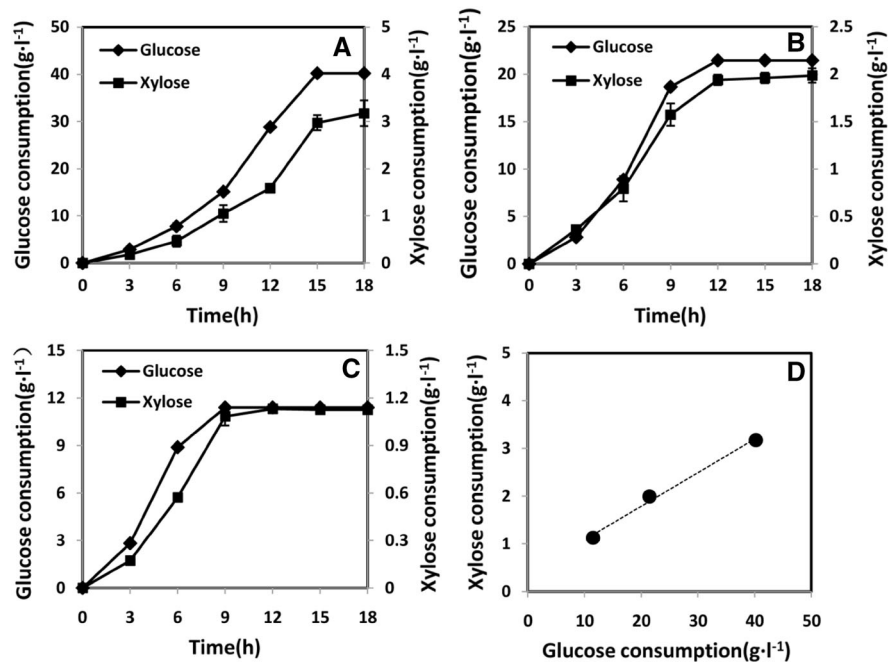 A
Glucose
Xylose
Glucose consumption(g·l⁻¹)
Xylose consumption(g·l⁻¹)
50
40
30
20
10
0
5
4
3
2
1
0
0 3 6 9 12 15 18
Time(h)
B
Glucose
Xylose
Glucose consumption(g·l⁻¹)
Xylose consumption(g·l⁻¹)
25
20
15
10
5
0
2.5
2
1.5
1
0.5
0
0 3 6 9 12 15 18
Time(h)
C
Glucose
Xylose
Glucose consumption(g·l⁻¹)
Xylose consumption(g·l⁻¹)
15
12
9
6
3
0
1.5
1.2
0.9
0.6
0.3
0
0 3 6 9 12 15 18
Time(h)
D
Xylose consumption(g·l⁻¹)
5
4
3
2
1
0
0 10 20 30 40 50
Glucose consumption(g·l⁻¹)